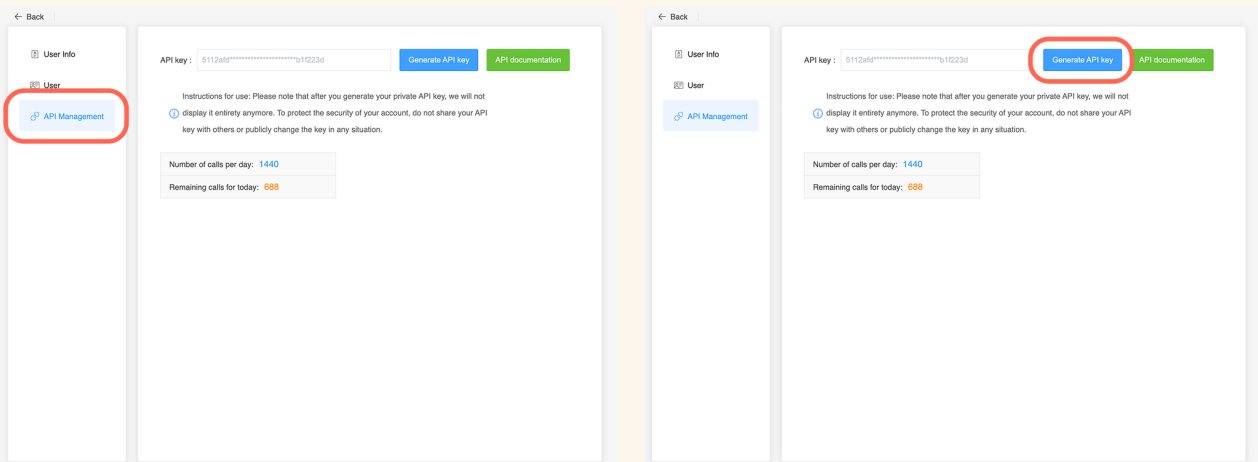 Back
User Info
User
API Management
API key : 5112afd**********************b1f223d Generate API key API documentation
Instructions for use: Please note that after you generate your private API key, we will not
display it entirety anymore. To protect the security of your account, do not share your API
key with others or publicly change the key in any situation.
Number of calls per day: 1440
Remaining calls for today: 688
Back
User Info
User
API Management
API key : 5112afd**********************b1f223d Generate API key API documentation
Instructions for use: Please note that after you generate your private API key, we will not
display it entirety anymore. To protect the security of your account, do not share your API
key with others or publicly change the key in any situation.
Number of calls per day: 1440
Remaining calls for today: 688